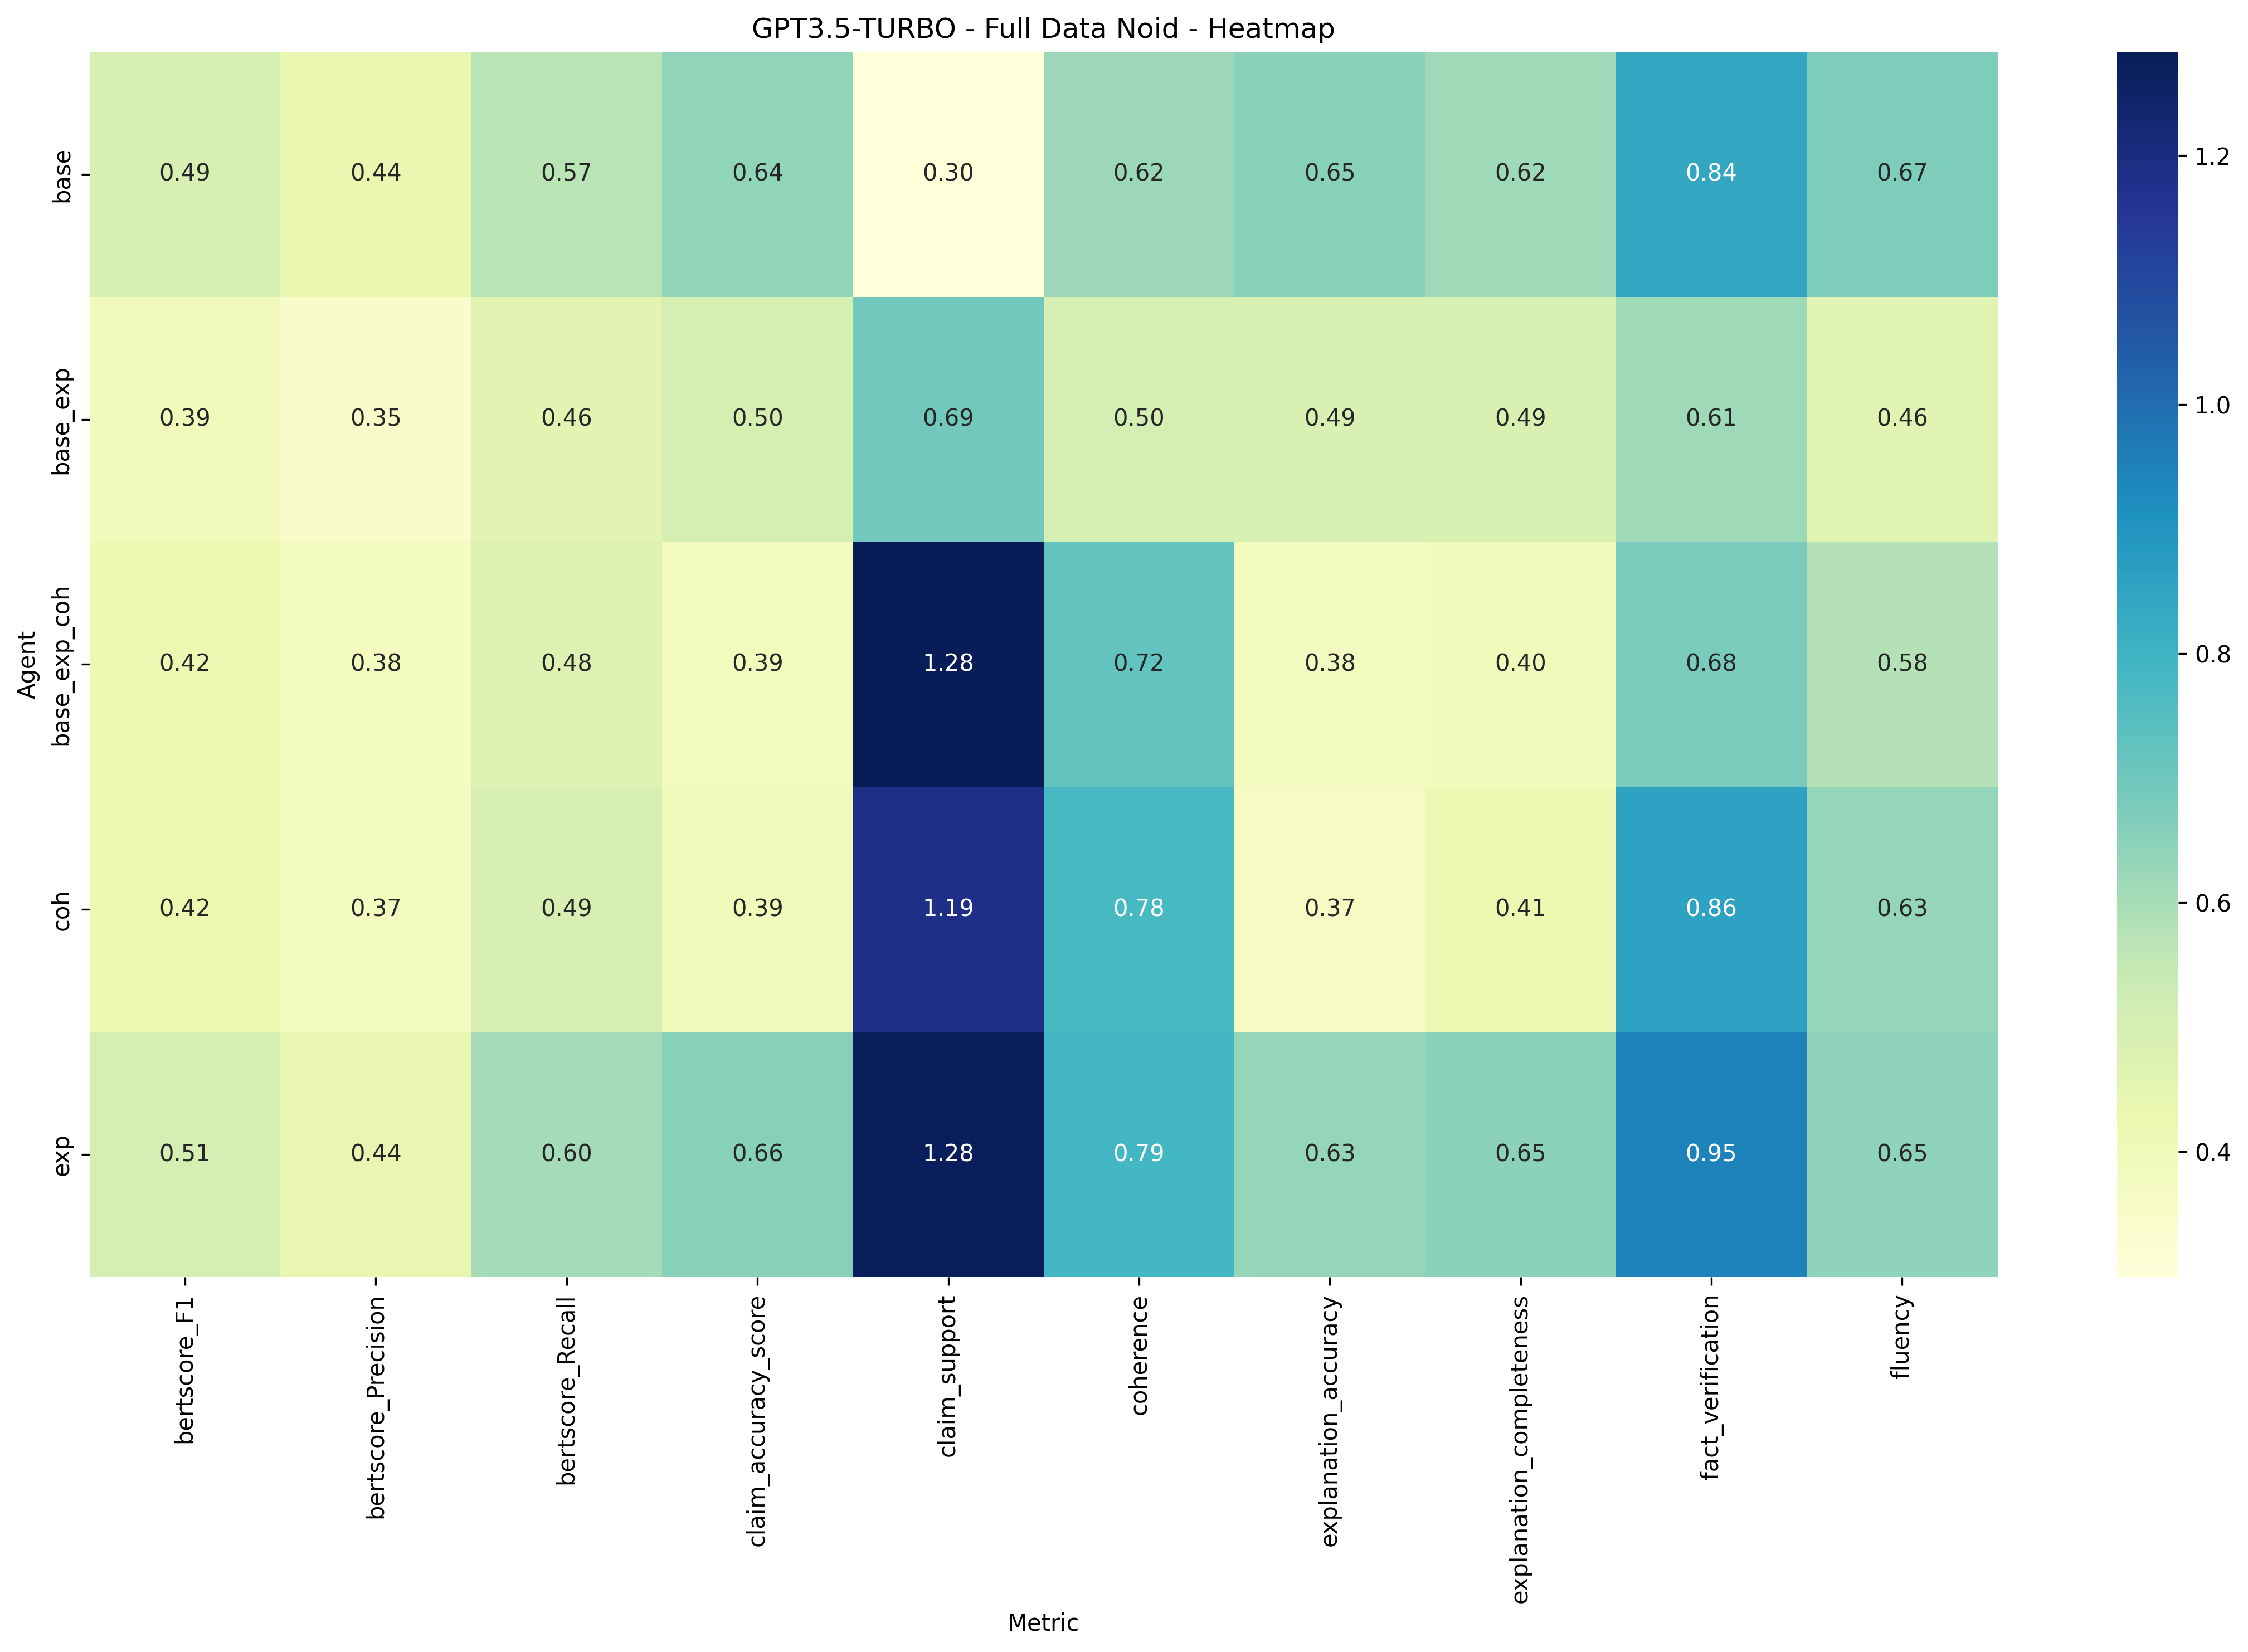 GPT3.5-TURBO - Full Data Noid - Heatmap
Agent
base
0.49 0.44 0.57 0.64 0.30 0.62 0.65 0.62 0.84 0.67
base_exp
0.39 0.35 0.46 0.50 0.69 0.50 0.49 0.49 0.61 0.46
base_exp_coh
0.42 0.38 0.48 0.39 1.28 0.72 0.38 0.40 0.68 0.58
coh
0.42 0.37 0.49 0.39 1.19 0.78 0.37 0.41 0.86 0.63
exp
0.51 0.44 0.60 0.66 1.28 0.79 0.63 0.65 0.95 0.65
bertscore_F1
bertscore_Precision
bertscore_Recall
claim_accuracy_score
claim_support
coherence
explanation_accuracy
explanation_completeness
fact_verification
fluency
Metric
1.2
1.0
0.8
0.6
0.4